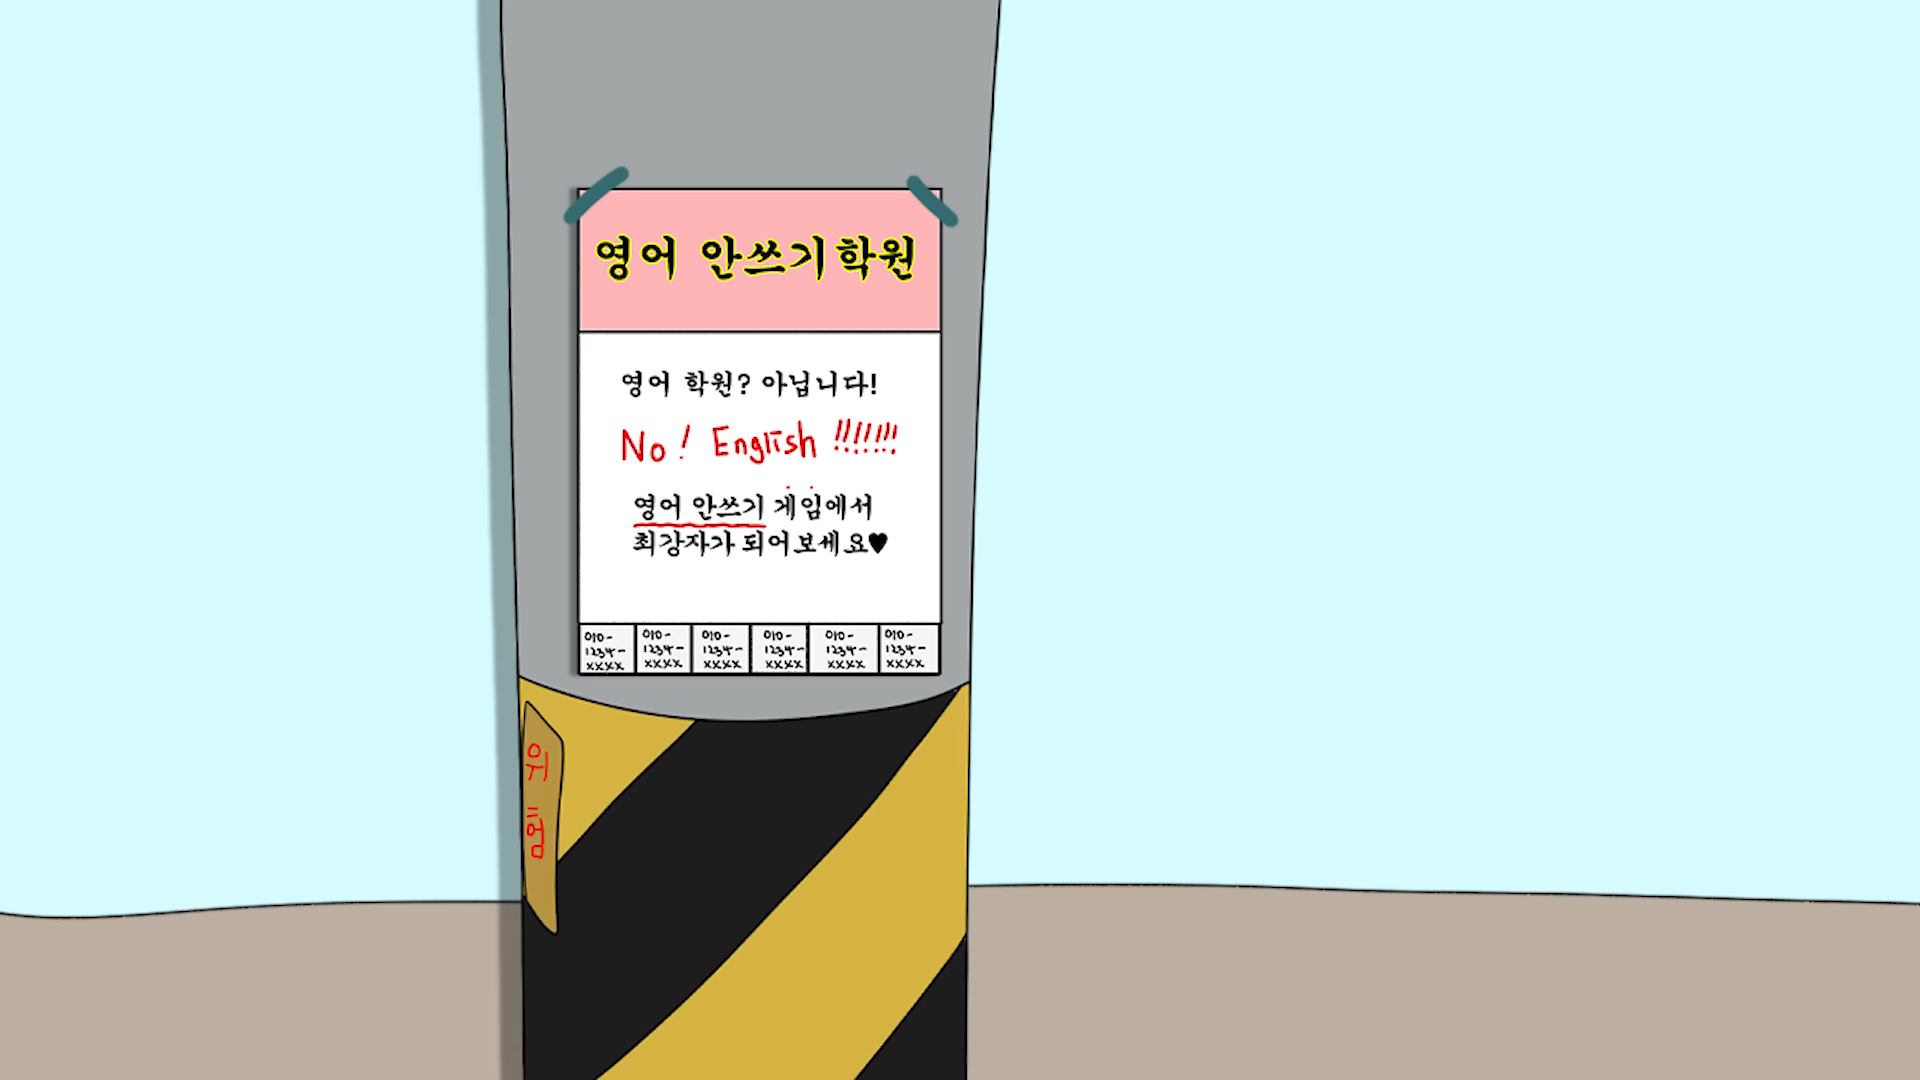 영어 안쓰기학원
영어 학원? 아닙니다!
No! English !!!!!!!
영어 안쓰기 게임에서
최강자가 되어보세요♥
010-
1234-
xxxx
010-
1234-
xxxx
010-
1234-
xxxx
010-
1234-
xxxx
010-
1234-
xxxx
010-
1234-
xxxx
위
험